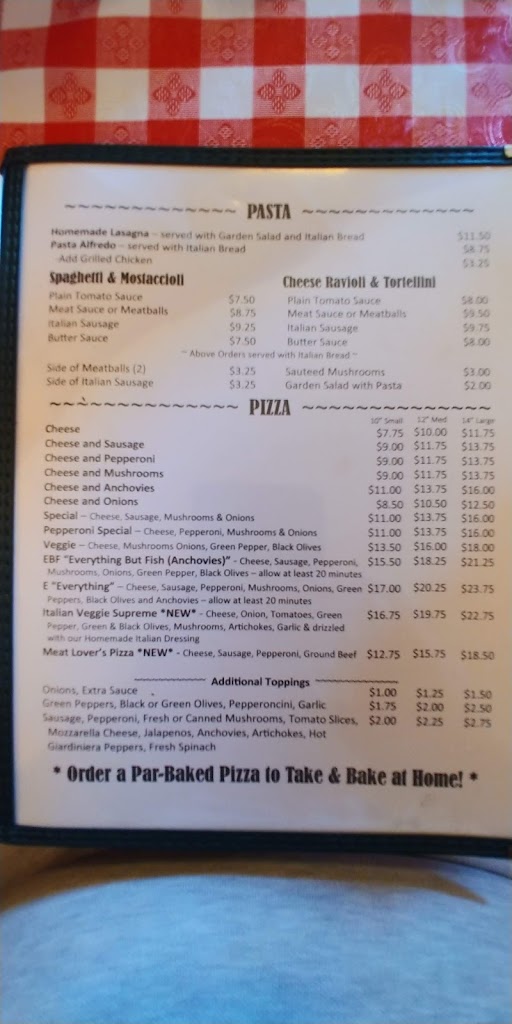 ~~~~~~~~~~~~~ PASTA ~~~~~~~~~~~~~
Homemade Lasagna – served with Garden Salad and Italian Bread $11.50
Pasta Alfredo – served with Italian Bread $8.75
-Add Grilled Chicken $3.25
Spaghetti & Mostaccioli
Plain Tomato Sauce $7.50
Meat Sauce or Meatballs $8.75
Italian Sausage $9.25
Butter Sauce $7.50
Cheese Ravioli & Tortellini
Plain Tomato Sauce $8.00
Meat Sauce or Meatballs $9.50
Italian Sausage $9.75
Butter Sauce $8.00
~ Above Orders served with Italian Bread ~
Side of Meatballs (2) $3.25 Sauteed Mushrooms $3.00
Side of Italian Sausage $3.25 Garden Salad with Pasta $2.00
~~~~~~~~~~~~~~ PIZZA ~~~~~~~~~~~~~~
10" Small 12" Med 14" Large
Cheese $7.75 $10.00 $11.75
Cheese and Sausage $9.00 $11.75 $13.75
Cheese and Pepperoni $9.00 $11.75 $13.75
Cheese and Mushrooms $9.00 $11.75 $13.75
Cheese and Anchovies $11.00 $13.75 $16.00
Cheese and Onions $8.50 $10.50 $12.50
Special – Cheese, Sausage, Mushrooms & Onions $11.00 $13.75 $16.00
Pepperoni Special – Cheese, Pepperoni, Mushrooms & Onions $11.00 $13.75 $16.00
Veggie – Cheese, Mushrooms Onions, Green Pepper, Black Olives $13.50 $16.00 $18.00
EBF "Everything But Fish (Anchovies)" - Cheese, Sausage, Pepperoni, $15.50 $18.25 $21.25
Mushrooms, Onions, Green Pepper, Black Olives – allow at least 20 minutes
E "Everything" – Cheese, Sausage, Pepperoni, Mushrooms, Onions, Green $17.00 $20.25 $23.75
Peppers, Black Olives and Anchovies – allow at least 20 minutes
Italian Veggie Supreme *NEW* - Cheese, Onion, Tomatoes, Green $16.75 $19.75 $22.75
Pepper, Green & Black Olives, Mushrooms, Artichokes, Garlic & drizzled
with our Homemade Italian Dressing
Meat Lover's Pizza *NEW* - Cheese, Sausage, Pepperoni, Ground Beef $12.75 $15.75 $18.50
~~~~~~~~~~ Additional Toppings ~~~~~~~~~~
Onions, Extra Sauce $1.00 $1.25 $1.50
Green Peppers, Black or Green Olives, Pepperoncini, Garlic $1.75 $2.00 $2.50
Sausage, Pepperoni, Fresh or Canned Mushrooms, Tomato Slices, $2.00 $2.25 $2.75
Mozzarella Cheese, Jalapenos, Anchovies, Artichokes, Hot
Giardiniera Peppers, Fresh Spinach
* Order a Par-Baked Pizza to Take & Bake at Home! *